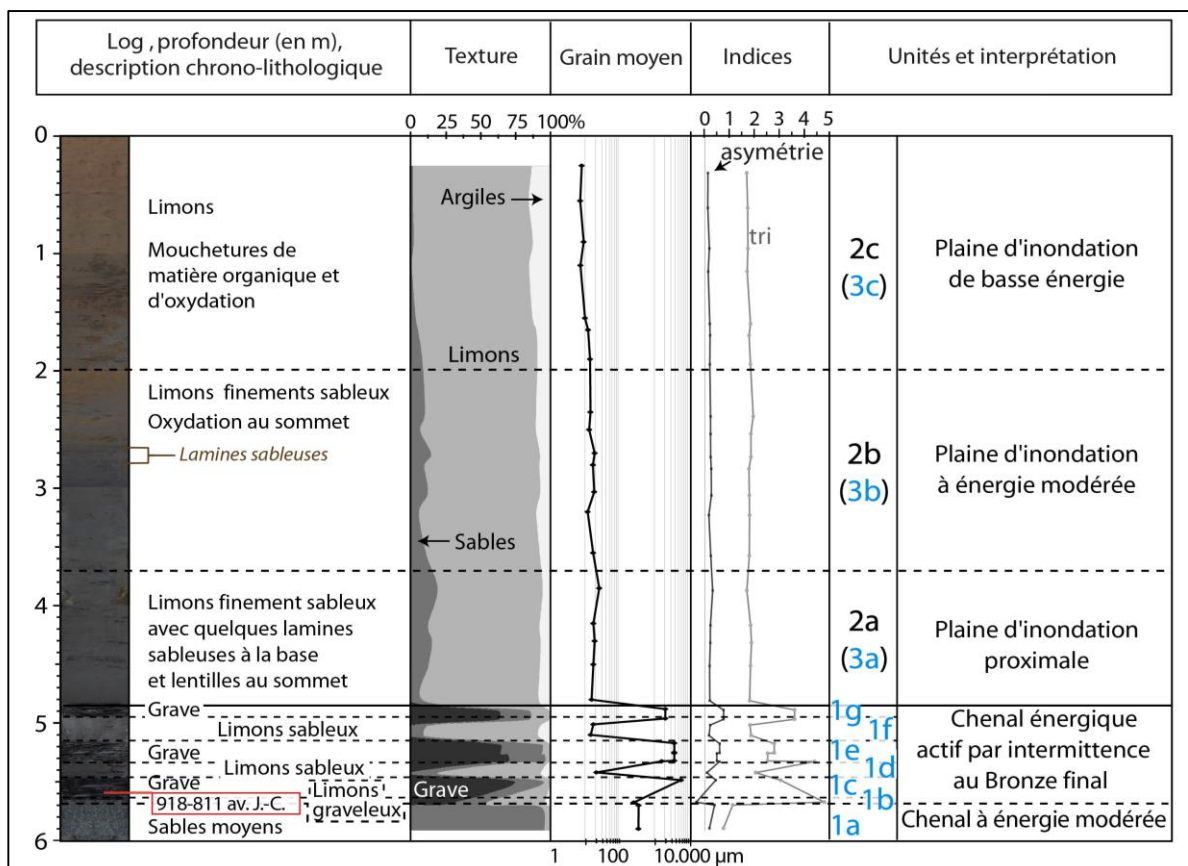 Log , profondeur (en m),
description chrono-lithologique
Texture
Grain moyen
Indices
Unités et interprétation
0 25 50 75 100%
0 1 2 3 4 5
0
1
2
3
4
5
6
asymétrie
tri
Argiles
Limons
Sables
Grave
Limons
Mouchetures de
matière organique et
d'oxydation
2c
(3c)
Plaine d'inondation
de basse énergie
Limons finements sableux
Oxydation au sommet
Lamines sableuses
2b
(3b)
Plaine d'inondation
à énergie modérée
Limons finement sableux
avec quelques lamines
sableuses à la base
et lentilles au sommet
2a
(3a)
Plaine d'inondation
proximale
Grave
Limons sableux
Grave
Limons sableux
Grave
Limons
graveleux
918-811 av. J.-C.
Sables moyens
1g
1f
1e
1d
1c
1b
1a
Chenal énergique
actif par intermittence
au Bronze final
Chenal à énergie modérée
1 100 10.000 µm